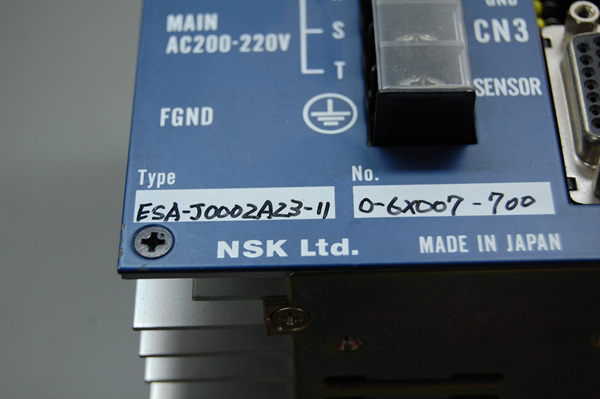 MAIN
AC200-220V
S
T
CN3
SENSOR
FGND
Type
No.
ESA-J0002A23-11
0-6X007-700
NSK Ltd.
MADE IN JAPAN